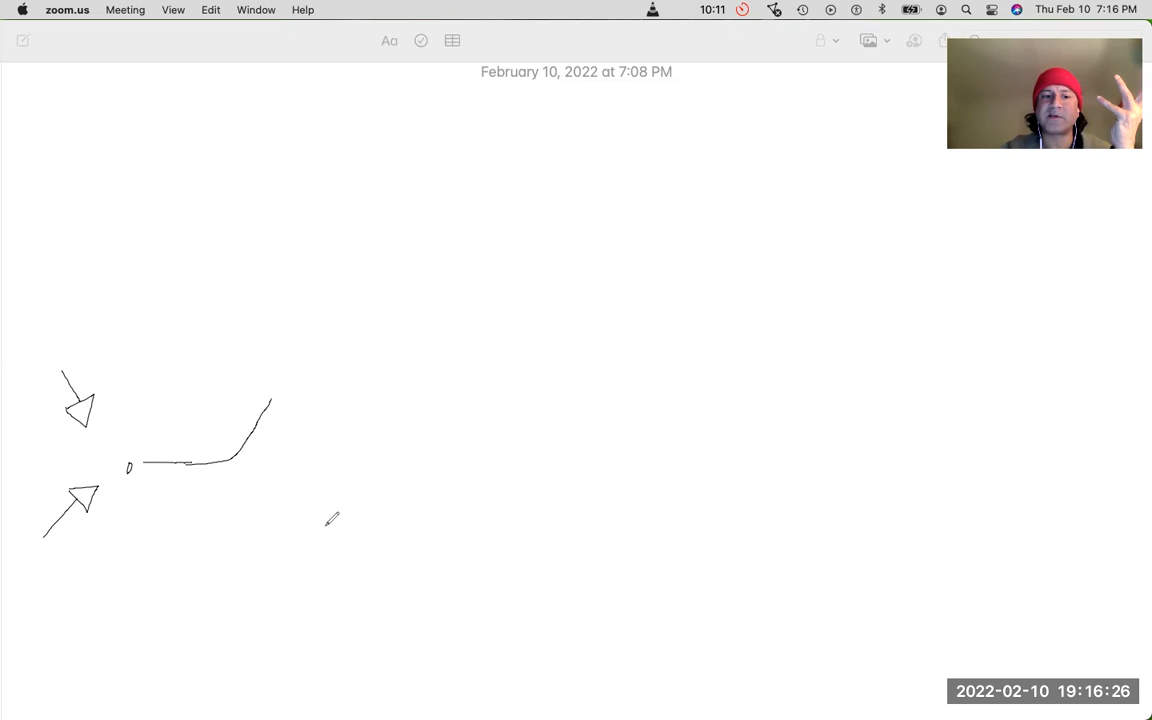 zoom.us Meeting View Edit Window Help 10:11 Thu Feb 10 7:16 PM
Aa
February 10, 2022 at 7:08 PM
0
2022-02-10 19:16:26